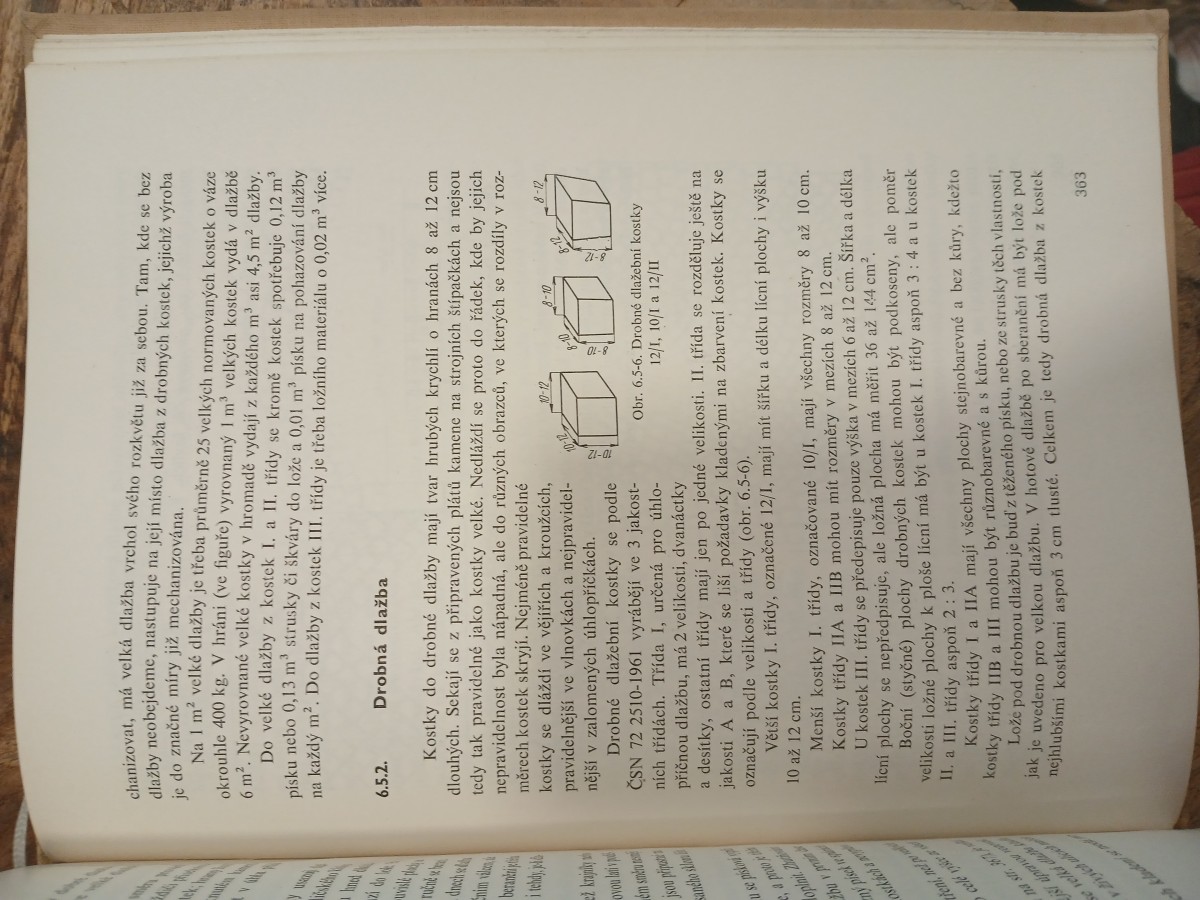 chanizovat, má velká dlažba vrchol svého rozkvětu již za sebou. Tam, kde se bez
dlažby neobejdeme, nastupuje na její místo dlažba z drobných kostek, jejichž výroba
je do značné míry již mechanizována.
Na 1 m² velké dlažby je třeba průměrně 25 velkých normovaných kostek o váze
okrouhle 400 kg. V hráni (ve figuře) vyrovnaný 1 m³ velkých kostek vydá v dlažbě
6 m². Nevyrovnané velké kostky v hromadě vydají z každého m³ asi 4,5 m² dlažby.
Do velké dlažby z kostek I. a II. třídy se kromě kostek spotřebuje 0,12 m³
písku nebo 0,13 m³ strusky či škváry do lože a 0,01 m³ písku na pohazování dlažby
na každý m². Do dlažby z kostek III. třídy je třeba ložního materiálu o 0,02 m³ více.
6.5.2. Drobná dlažba
Kostky do drobné dlažby mají tvar hrubých krychlí o hranách 8 až 12 cm
dlouhých. Sekají se z připravených plátů kamene na strojních štípačkách a nejsou
tedy tak pravidelné jako kostky velké. Nedláždí se proto do řádek, kde by jejich
nepravidelnost byla nápadná, ale do různých obrazců, ve kterých se rozdíly v roz-
měrech kostek skryjí. Nejméně pravidelné
kostky se dláždí ve vějířích a kroužcích,
pravidelnější ve vlnovkách a nejpravidel-
nější v zalomených úhlopříčkách.
Drobné dlažební kostky se podle
ČSN 72 2510-1961 vyrábějí ve 3 jakost-
ních třídách. Třída I, určená pro úhlo-
příčnou dlažbu, má 2 velikosti, dvanáctky
10-12
10-12
10-12
8-10
8-10
8-10
8-12
8-12
8-12
Obr. 6.5-6. Drobné dlažební kostky
12/I, 10/I a 12/II
a desítky, ostatní třídy mají jen po jedné velikosti. II. třída se rozděluje ještě na
jakosti A a B, které se liší požadavky kladenými na zbarvení kostek. Kostky se
označují podle velikosti a třídy (obr. 6.5-6).
Větší kostky I. třídy, označené 12/I, mají mít šířku a délku lícní plochy i výšku
10 až 12 cm.
Menší kostky I. třídy, označované 10/I, mají všechny rozměry 8 až 10 cm.
Kostky třídy IIA a IIB mohou mít rozměry v mezích 8 až 12 cm.
U kostek III. třídy se předepisuje pouze výška v mezích 6 až 12 cm. Šířka a délka
lícní plochy se nepředpisuje, ale ložná plocha má měřit 36 až 144 cm².
Boční (styčné) plochy drobných kostek mohou být podkoseny, ale poměr
velikosti ložné plochy k ploše lícní má být u kostek I. třídy aspoň 3 : 4 a u kostek
II. a III. třídy aspoň 2 : 3.
Kostky třídy I a IIA mají všechny plochy stejnobarevné a bez kůry, kdežto
kostky třídy IIB a III mohou být různobarevné a s kůrou.
Lože pod drobnou dlažbu je buď z těženého písku, nebo ze strusky těch vlastností,
jak je uvedeno pro velkou dlažbu. V hotové dlažbě po sberanění má být lože pod
nejhlubšími kostkami aspoň 3 cm tlusté. Celkem je tedy drobná dlažba z kostek
363